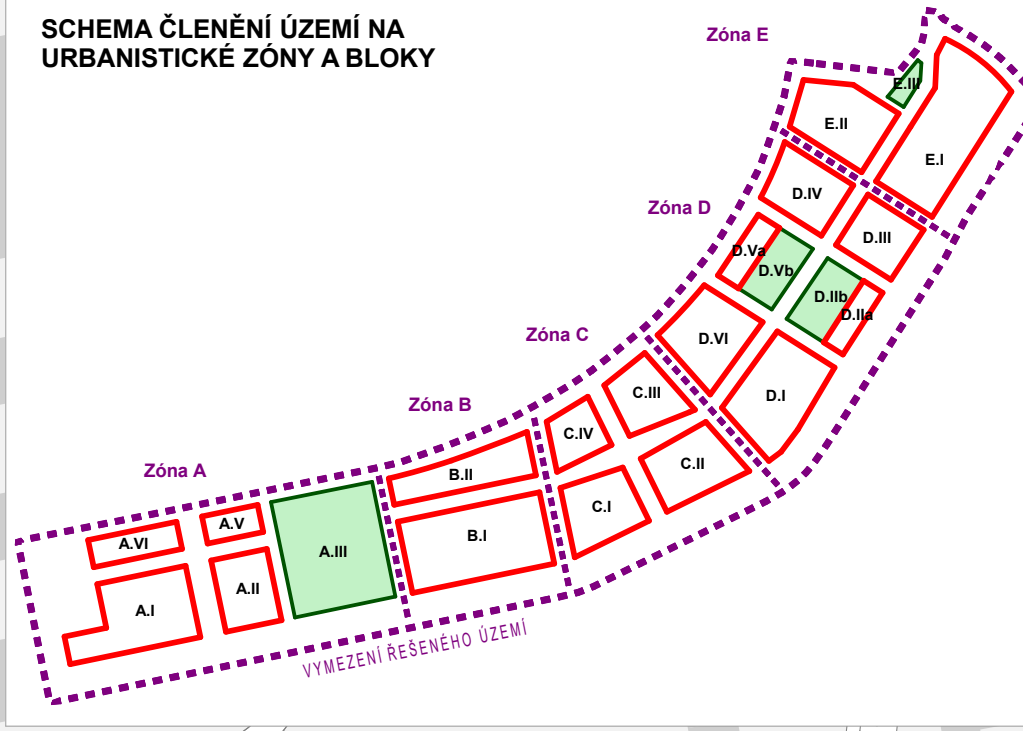 SCHEMA ČLENĚNÍ ÚZEMÍ NA
URBANISTICKÉ ZÓNY A BLOKY
Zóna E
E.III
E.II
E.I
D.IV
Zóna D
D.III
D.Va
D.Vb
D.IIb
D.IIa
Zóna C
D.VI
C.III
D.I
Zóna B
C.IV
C.II
Zóna A
B.II
C.I
A.V
B.I
A.VI
A.III
A.II
A.I
VYMEZENÍ ŘEŠENÉHO ÚZEMÍ